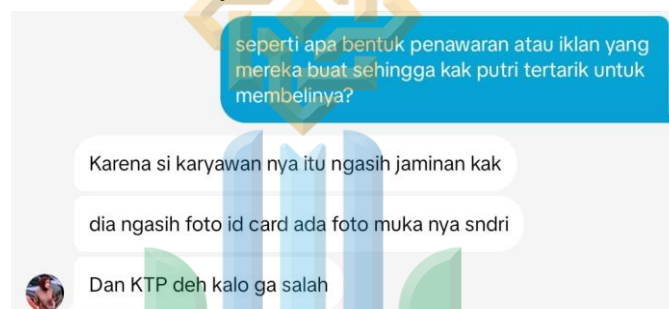 seperti apa bentuk penawaran atau iklan yang
mereka buat sehingga kak putri tertarik untuk
membelinya?
Karena si karyawan nya itu ngasih jaminan kak
dia ngasih foto id card ada foto muka nya sndri
Dan KTP deh kalo ga salah